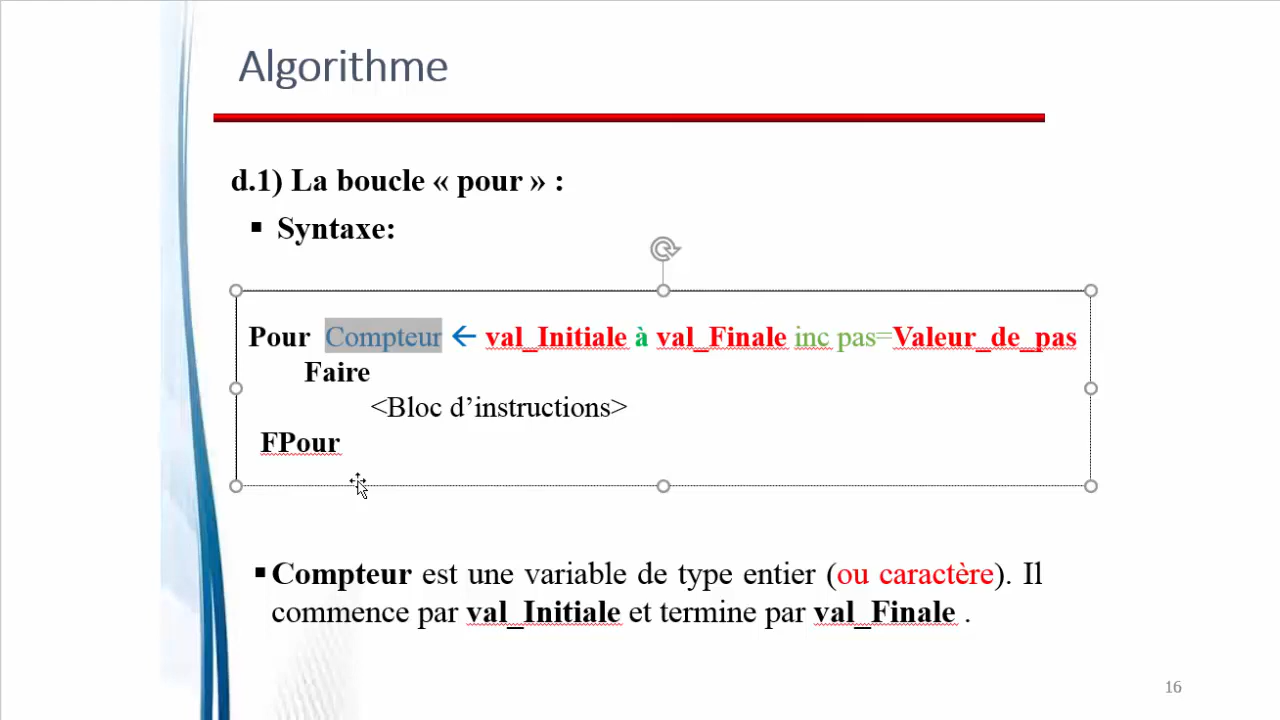 Algorithme
d.1) La boucle « pour » :
▪ Syntaxe:
Pour Compteur ← val_Initiale à val_Finale inc pas=Valeur_de_pas
Faire
<Bloc d’instructions>
FPour
▪ Compteur est une variable de type entier (ou caractère). Il
commence par val_Initiale et termine par val_Finale .
16